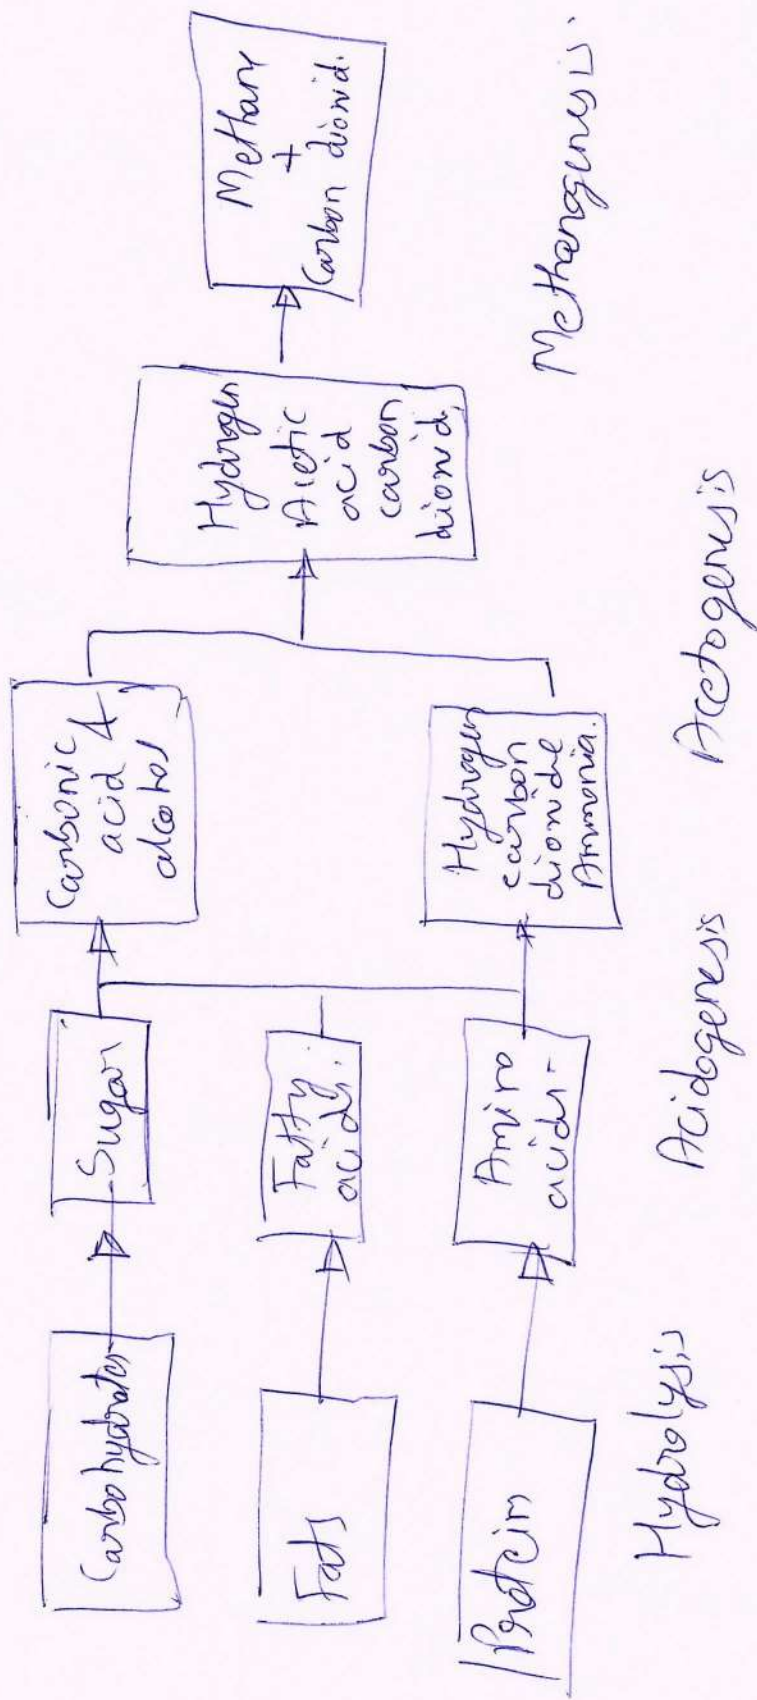 Carbohydrates
Sugar
Carbonic
acid &
alcohol
Fats
Fatty
acids.
Hydrogen
Acetic
acid
carbon
dioxid,
Methane
+
Carbon dioxid.
Protein
Amino
acids-
Hydrogen
carbon
dioxide
Ammonia.
Hydrolysis
Acidogenesis
Acetogenesis
Methanogenesis.